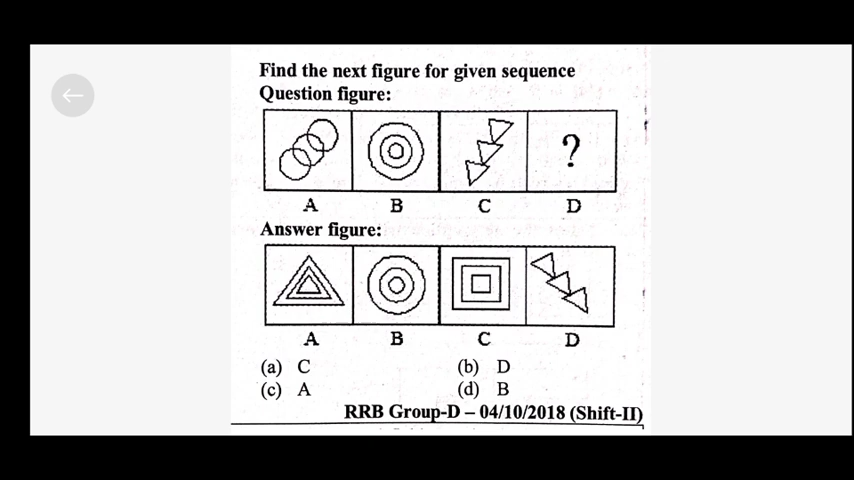 Find the next figure for given sequence
Question figure:
?
A B C D
Answer figure:
A B C D
(a) C (b) D
(c) A (d) B
RRB Group-D – 04/10/2018 (Shift-II)